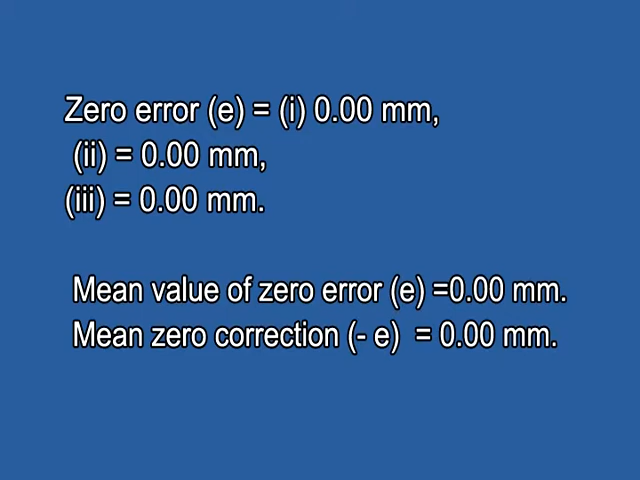 Zero error (e) = (i) 0.00 mm,
(ii) = 0.00 mm,
(iii) = 0.00 mm.
Mean value of zero error (e) =0.00 mm.
Mean zero correction (- e) = 0.00 mm.